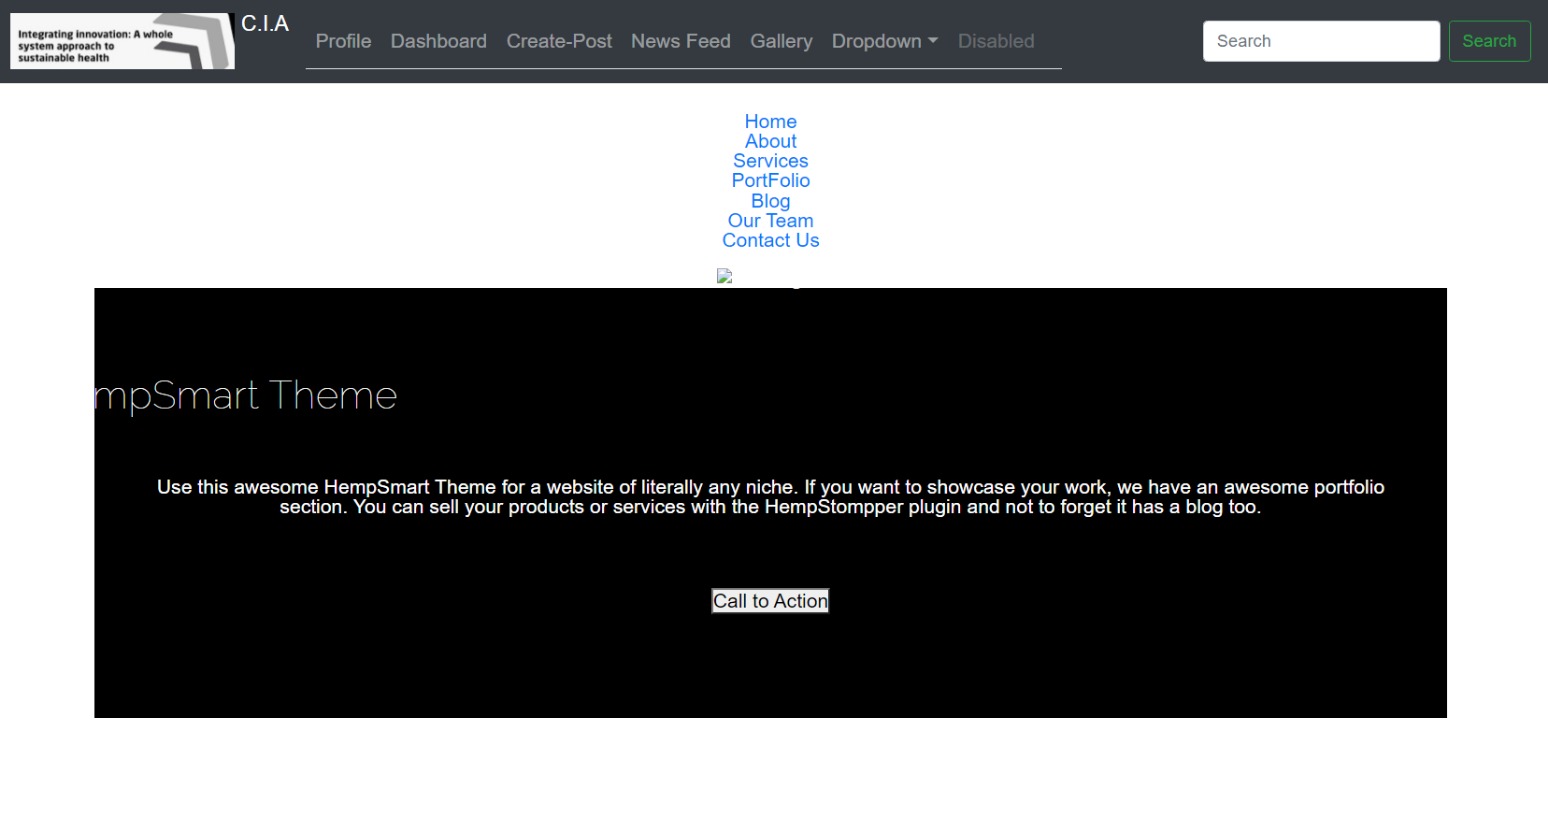 Integrating innovation: A whole
system approach to
sustainable health
C.I.A
Profile Dashboard Create-Post News Feed Gallery Dropdown Disabled
Search Search
Home
About
Services
PortFolio
Blog
Our Team
Contact Us
mpSmart Theme
Use this awesome HempSmart Theme for a website of literally any niche. If you want to showcase your work, we have an awesome portfolio
section. You can sell your products or services with the HempStompper plugin and not to forget it has a blog too.
Call to Action